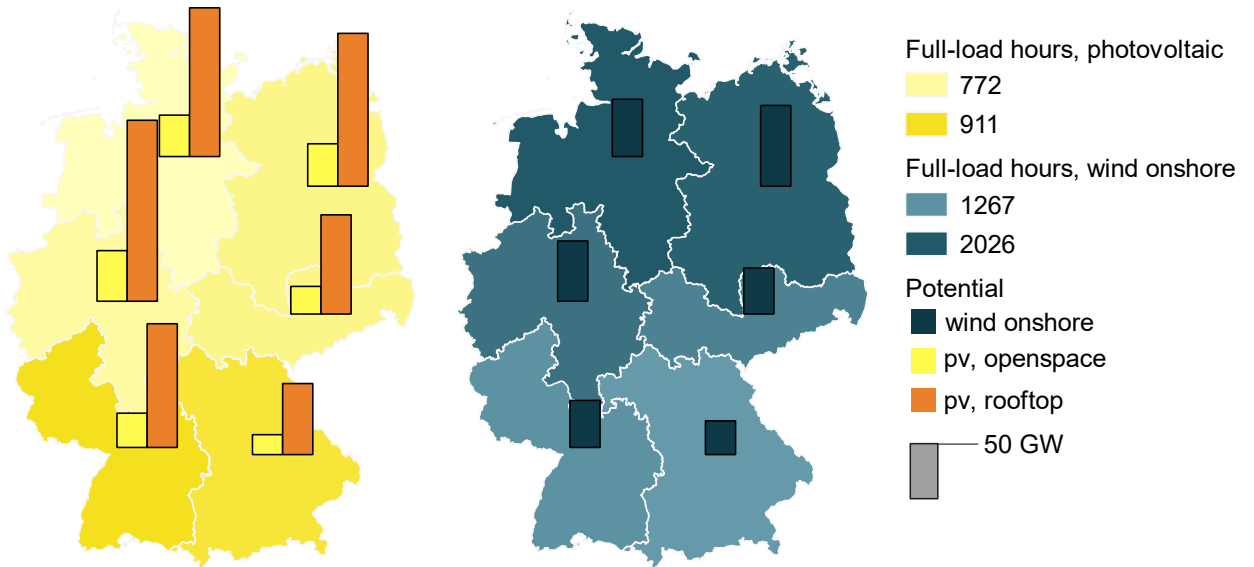 Full-load hours, photovoltaic
772
911
Full-load hours, wind onshore
1267
2026
Potential
wind onshore
pv, openspace
pv, rooftop
50 GW